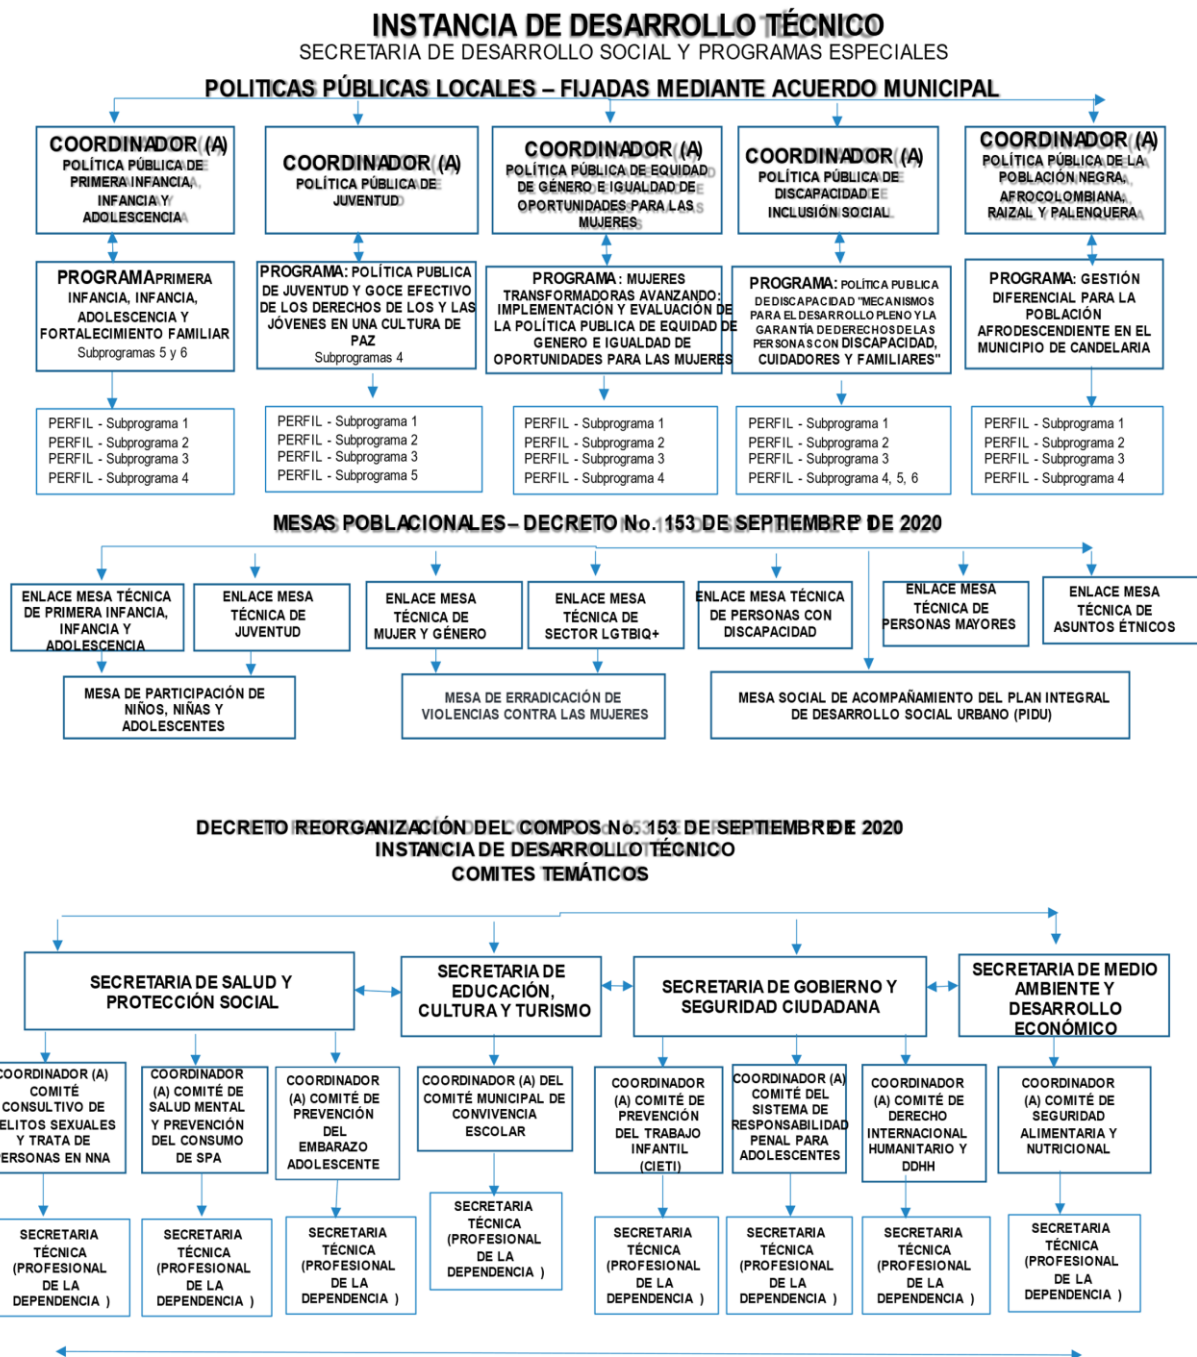 INSTANCIA DE DESARROLLO TÉCNICO
SECRETARIA DE DESARROLLO SOCIAL Y PROGRAMAS ESPECIALES
POLITICAS PÚBLICAS LOCALES – FIJADAS MEDIANTE ACUERDO MUNICIPAL
COORDINADOR (A)
POLÍTICA PÚBLICA DE
PRIMERA INFANCIA,
INFANCIA Y
ADOLESCENCIA
COORDINADOR (A)
POLÍTICA PÚBLICA DE
JUVENTUD
COORDINADOR (A)
POLÍTICA PÚBLICA DE EQUIDAD
DE GÉNERO E IGUALDAD DE
OPORTUNIDADES PARA LAS
MUJERES
COORDINADOR (A)
POLÍTICA PÚBLICA DE
DISCAPACIDAD E
INCLUSIÓN SOCIAL.
COORDINADOR (A)
POLÍTICA PÚBLICA DE LA
POBLACIÓN NEGRA,
AFROCOLOMBIANA,
RAIZAL Y PALENQUERA
PROGRAMA PRIMERA
INFANCIA, INFANCIA,
ADOLESCENCIA Y
FORTALECIMIENTO FAMILIAR
Subprogramas 5 y 6
PROGRAMA: POLÍTICA PUBLICA
DE JUVENTUD Y GOCE EFECTIVO
DE LOS DERECHOS DE LOS Y LAS
JÓVENES EN UNA CULTURA DE
PAZ
Subprogramas 4
PROGRAMA : MUJERES
TRANSFORMADORAS AVANZANDO:
IMPLEMENTACIÓN Y EVALUACIÓN DE
LA POLÍTICA PUBLICA DE EQUIDAD DE
GENERO E IGUALDAD DE
OPORTUNIDADES PARA LAS MUJERES
PROGRAMA: POLÍTICA PUBLICA
DE DISCAPACIDAD "MECANISMOS
PARA EL DESARROLLO PLENO Y LA
GARANTÍA DE DERECHOS DE LAS
PERSONAS CON DISCAPACIDAD,
CUIDADORES Y FAMILIARES"
PROGRAMA: GESTIÓN
DIFERENCIAL PARA LA
POBLACIÓN
AFRODESCENDIENTE EN EL
MUNICIPIO DE CANDELARIA
PERFIL - Subprograma 1
PERFIL - Subprograma 2
PERFIL - Subprograma 3
PERFIL - Subprograma 4
PERFIL - Subprograma 1
PERFIL - Subprograma 2
PERFIL - Subprograma 3
PERFIL - Subprograma 5
PERFIL - Subprograma 1
PERFIL - Subprograma 2
PERFIL - Subprograma 3
PERFIL - Subprograma 4
PERFIL - Subprograma 1
PERFIL - Subprograma 2
PERFIL - Subprograma 3
PERFIL - Subprograma 4, 5, 6
PERFIL - Subprograma 1
PERFIL - Subprograma 2
PERFIL - Subprograma 3
PERFIL - Subprograma 4
MESAS POBLACIONALES – DECRETO No. 153 DE SEPTIEMBRE 1° DE 2020
ENLACE MESA TÉCNICA
DE PRIMERA INFANCIA,
INFANCIA Y
ADOLESCENCIA
ENLACE MESA
TÉCNICA DE
JUVENTUD
ENLACE MESA
TÉCNICA DE
MUJER Y GÉNERO
ENLACE MESA
TÉCNICA DE
SECTOR LGTBIQ+
ENLACE MESA TÉCNICA
DE PERSONAS CON
DISCAPACIDAD
ENLACE MESA
TÉCNICA DE
PERSONAS MAYORES
ENLACE MESA
TÉCNICA DE
ASUNTOS ÉTNICOS
MESA DE PARTICIPACIÓN DE
NIÑOS, NIÑAS Y
ADOLESCENTES
MESA DE ERRADICACIÓN DE
VIOLENCIAS CONTRA LAS MUJERES
MESA SOCIAL DE ACOMPAÑAMIENTO DEL PLAN INTEGRAL
DE DESARROLLO SOCIAL URBANO (PIDU)
DECRETO REORGANIZACIÓN DEL COMPOS No. 153 DE SEPTIEMBRE DE 2020
INSTANCIA DE DESARROLLO TÉCNICO
COMITES TEMÁTICOS
SECRETARIA DE SALUD Y
PROTECCIÓN SOCIAL
SECRETARIA DE
EDUCACIÓN,
CULTURA Y TURISMO
SECRETARIA DE GOBIERNO Y
SEGURIDAD CIUDADANA
SECRETARIA DE MEDIO
AMBIENTE Y
DESARROLLO
ECONÓMICO
COORDINADOR (A)
COMITÉ
CONSULTIVO DE
DELITOS SEXUALES
Y TRATA DE
PERSONAS EN NNA
COORDINADOR
(A) COMITÉ DE
SALUD MENTAL
Y PREVENCIÓN
DEL CONSUMO
DE SPA
COORDINADOR
(A) COMITÉ DE
PREVENCIÓN
DEL
EMBARAZO
ADOLESCENTE
COORDINADOR (A) DEL
COMITÉ MUNICIPAL DE
CONVIVENCIA
ESCOLAR
COORDINADOR
(A) COMITÉ DE
PREVENCIÓN
DEL TRABAJO
INFANTIL
(CIETI)
COORDINADOR (A)
COMITÉ DEL
SISTEMA DE
RESPONSABILIDAD
PENAL PARA
ADOLESCENTES
COORDINADOR
(A) COMITÉ DE
DERECHO
INTERNACIONAL
HUMANITARIO Y
DDHH
COORDINADOR
(A) COMITÉ DE
SEGURIDAD
ALIMENTARIA Y
NUTRICIONAL
SECRETARIA
TÉCNICA
(PROFESIONAL
DE LA
DEPENDENCIA )
SECRETARIA
TÉCNICA
(PROFESIONAL
DE LA
DEPENDENCIA )
SECRETARIA
TÉCNICA
(PROFESIONAL
DE LA
DEPENDENCIA )
SECRETARIA
TÉCNICA
(PROFESIONAL
DE LA
DEPENDENCIA )
SECRETARIA
TÉCNICA
(PROFESIONAL
DE LA
DEPENDENCIA )
SECRETARIA
TÉCNICA
(PROFESIONAL
DE LA
DEPENDENCIA )
SECRETARIA
TÉCNICA
(PROFESIONAL
DE LA
DEPENDENCIA )
SECRETARIA
TÉCNICA
(PROFESIONAL
DE LA
DEPENDENCIA )